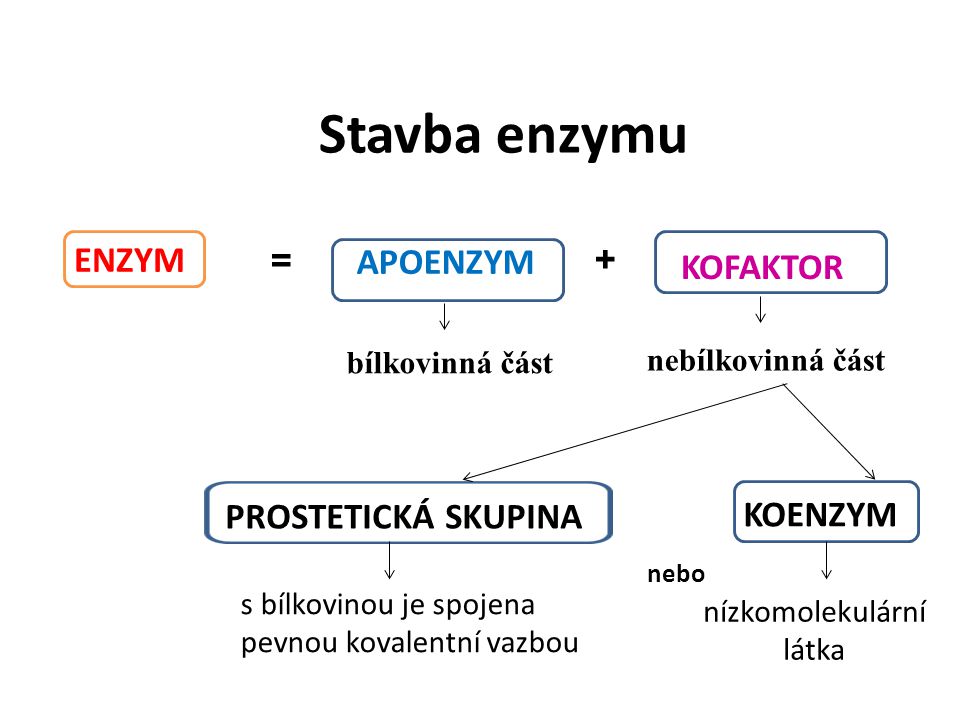 Stavba enzymu
ENZYM = APOENZYM + KOFAKTOR
bílkovinná část
nebílkovinná část
PROSTETICKÁ SKUPINA
KOENZYM
nebo
s bílkovinou je spojena
pevnou kovalentní vazbou
nízkomolekulární
látka